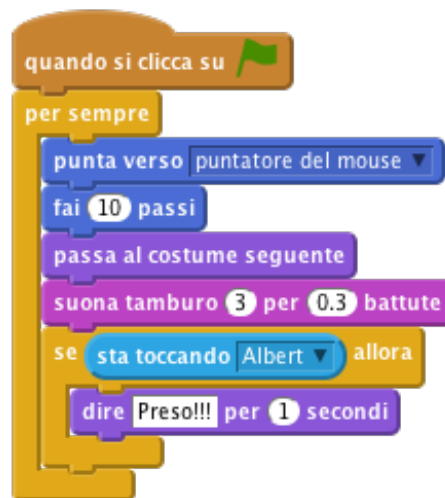 quando si clicca su
per sempre
punta verso puntatore del mouse
fai 10 passi
passa al costume seguente
suona tamburo 3 per 0.3 battute
se sta toccando Albert allora
dire Preso!!! per 1 secondi